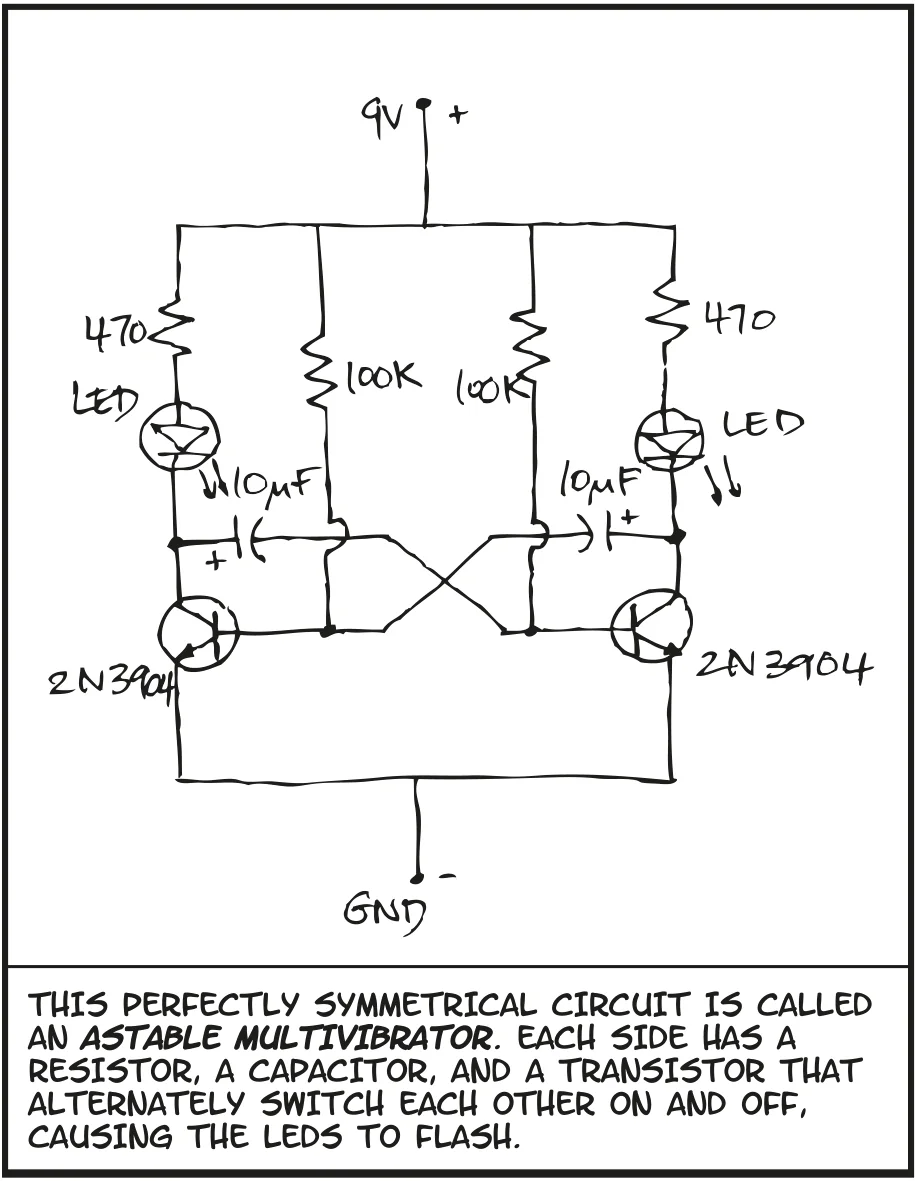 9V +
470
470
100K
100K
LED
LED
10μF
10μF
+
+
2N3904
2N3904
-
GND
THIS PERFECTLY SYMMETRICAL CIRCUIT IS CALLED
AN ASTABLE MULTIVIBRATOR. EACH SIDE HAS A
RESISTOR, A CAPACITOR, AND A TRANSISTOR THAT
ALTERNATELY SWITCH EACH OTHER ON AND OFF,
CAUSING THE LEDS TO FLASH.